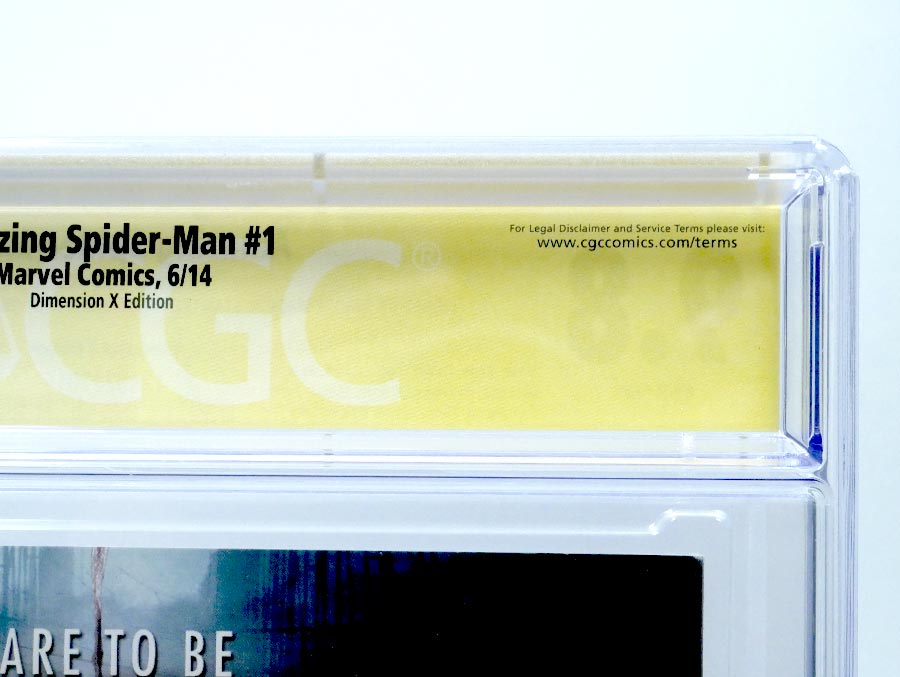 zing Spider-Man #1
Marvel Comics, 6/14
Dimension X Edition
For Legal Disclaimer and Service Terms please visit:
www.cgccomics.com/terms
CGC®
ARE TO BE